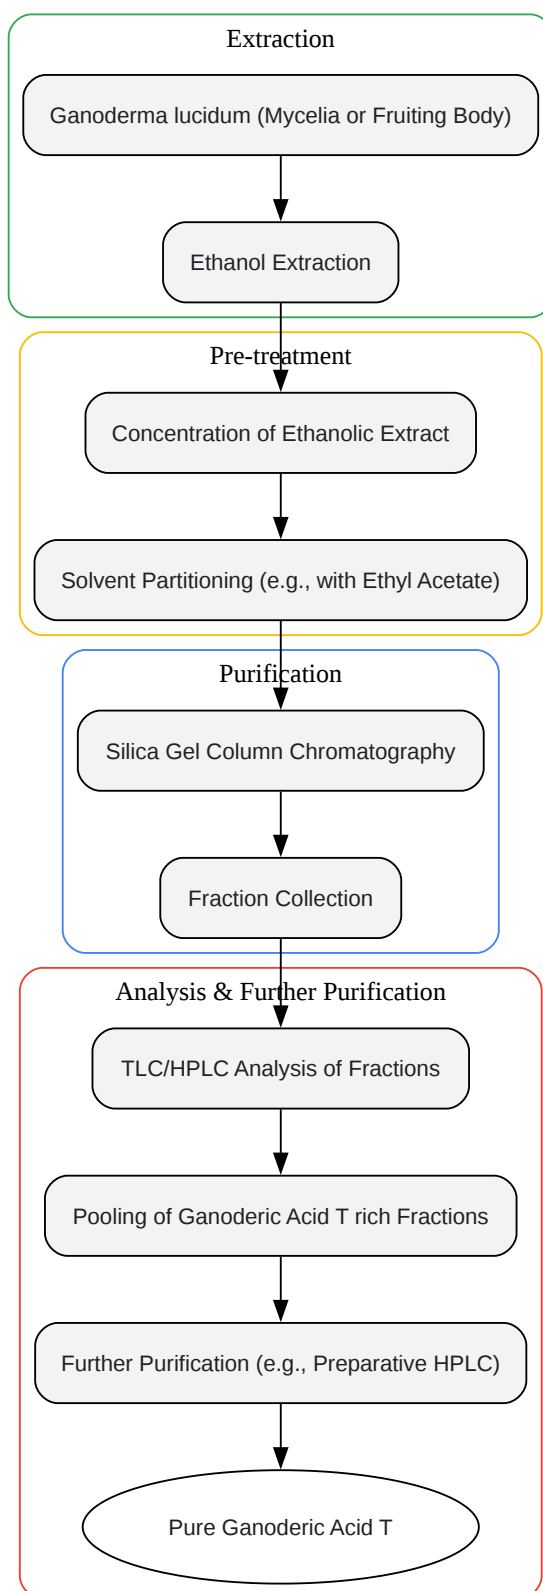 Extraction
Ganoderma lucidum (Mycelia or Fruiting Body)
Ethanol Extraction
Pre-treatment
Concentration of Ethanolic Extract
Solvent Partitioning (e.g., with Ethyl Acetate)
Purification
Silica Gel Column Chromatography
Fraction Collection
Analysis & Further Purification
TLC/HPLC Analysis of Fractions
Pooling of Ganoderic Acid T rich Fractions
Further Purification (e.g., Preparative HPLC)
Pure Ganoderic Acid T